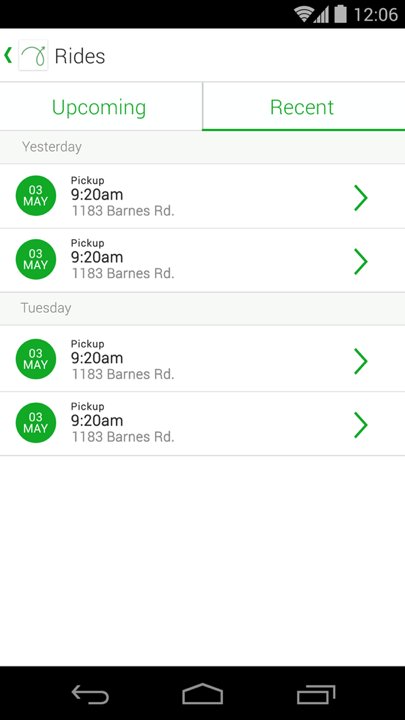 12:06
Rides
Upcoming Recent
Yesterday
03 MAY
Pickup
9:20am
1183 Barnes Rd.
03 MAY
Pickup
9:20am
1183 Barnes Rd.
Tuesday
03 MAY
Pickup
9:20am
1183 Barnes Rd.
03 MAY
Pickup
9:20am
1183 Barnes Rd.